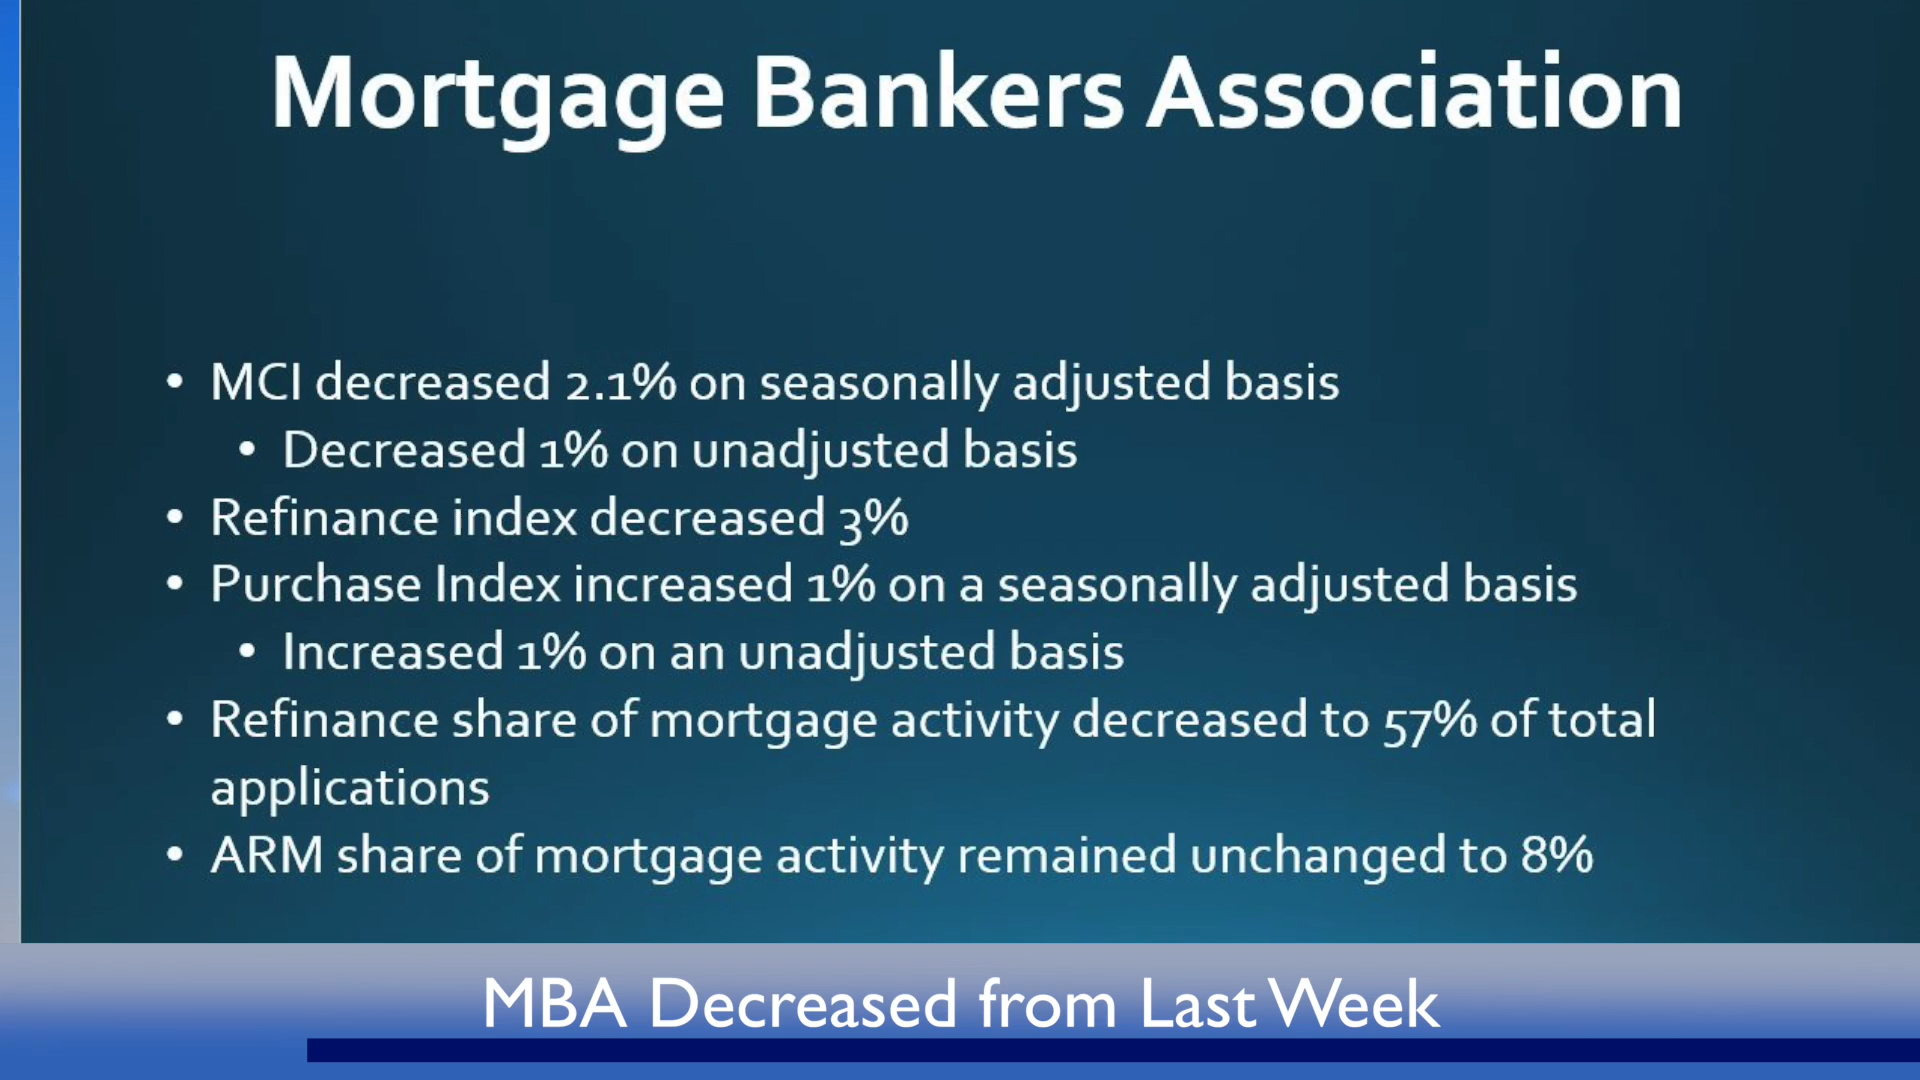 Mortgage Bankers Association
• MCI decreased 2.1% on seasonally adjusted basis
• Decreased 1% on unadjusted basis
• Refinance index decreased 3%
• Purchase Index increased 1% on a seasonally adjusted basis
• Increased 1% on an unadjusted basis
• Refinance share of mortgage activity decreased to 57% of total
applications
• ARM share of mortgage activity remained unchanged to 8%
MBA Decreased from Last Week